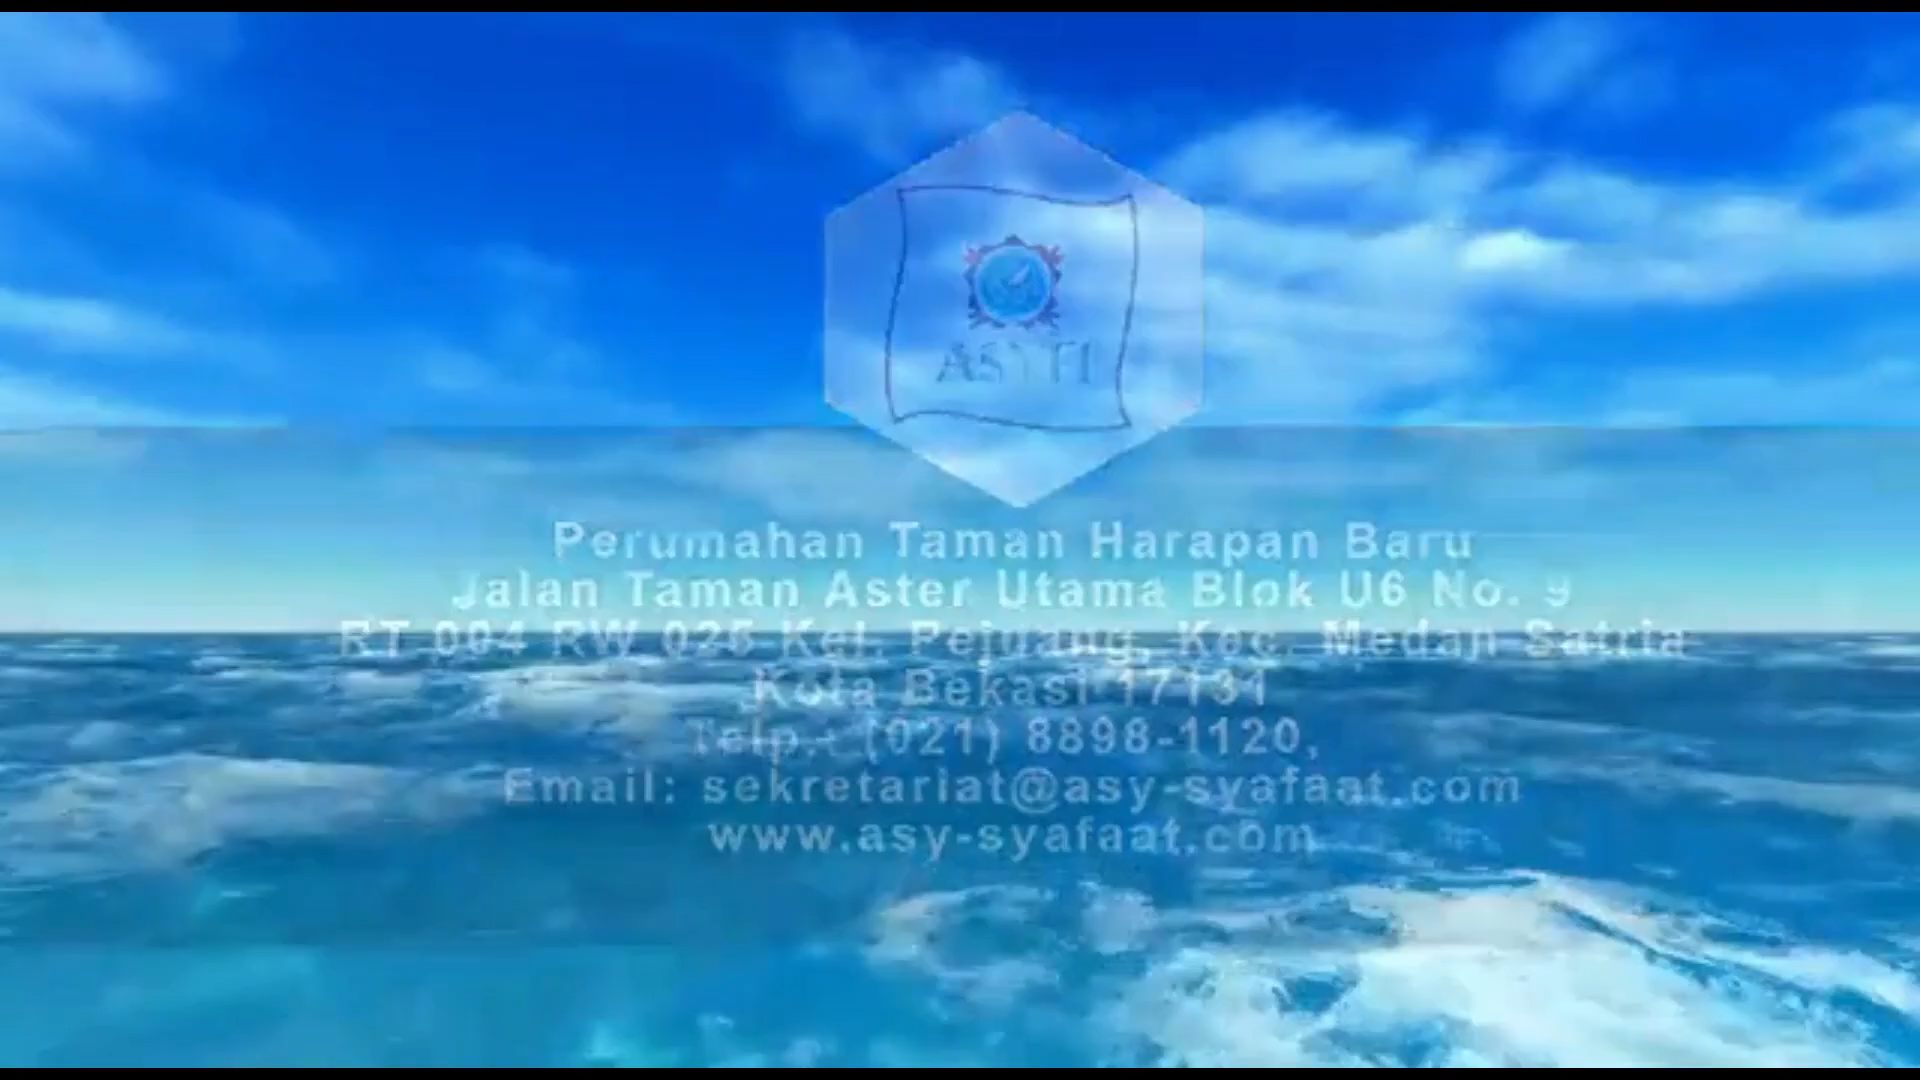 ASYFI
Perumahan Taman Harapan Baru
Jalan Taman Aster Utama Blok U6 No. 9
RT 004 RW 025 Kel. Pejuang, Kec. Medan Satria
Kota Bekasi 17131
Telp.: (021) 8898-1120,
Email: sekretariat@asy-syafaat.com
www.asy-syafaat.com